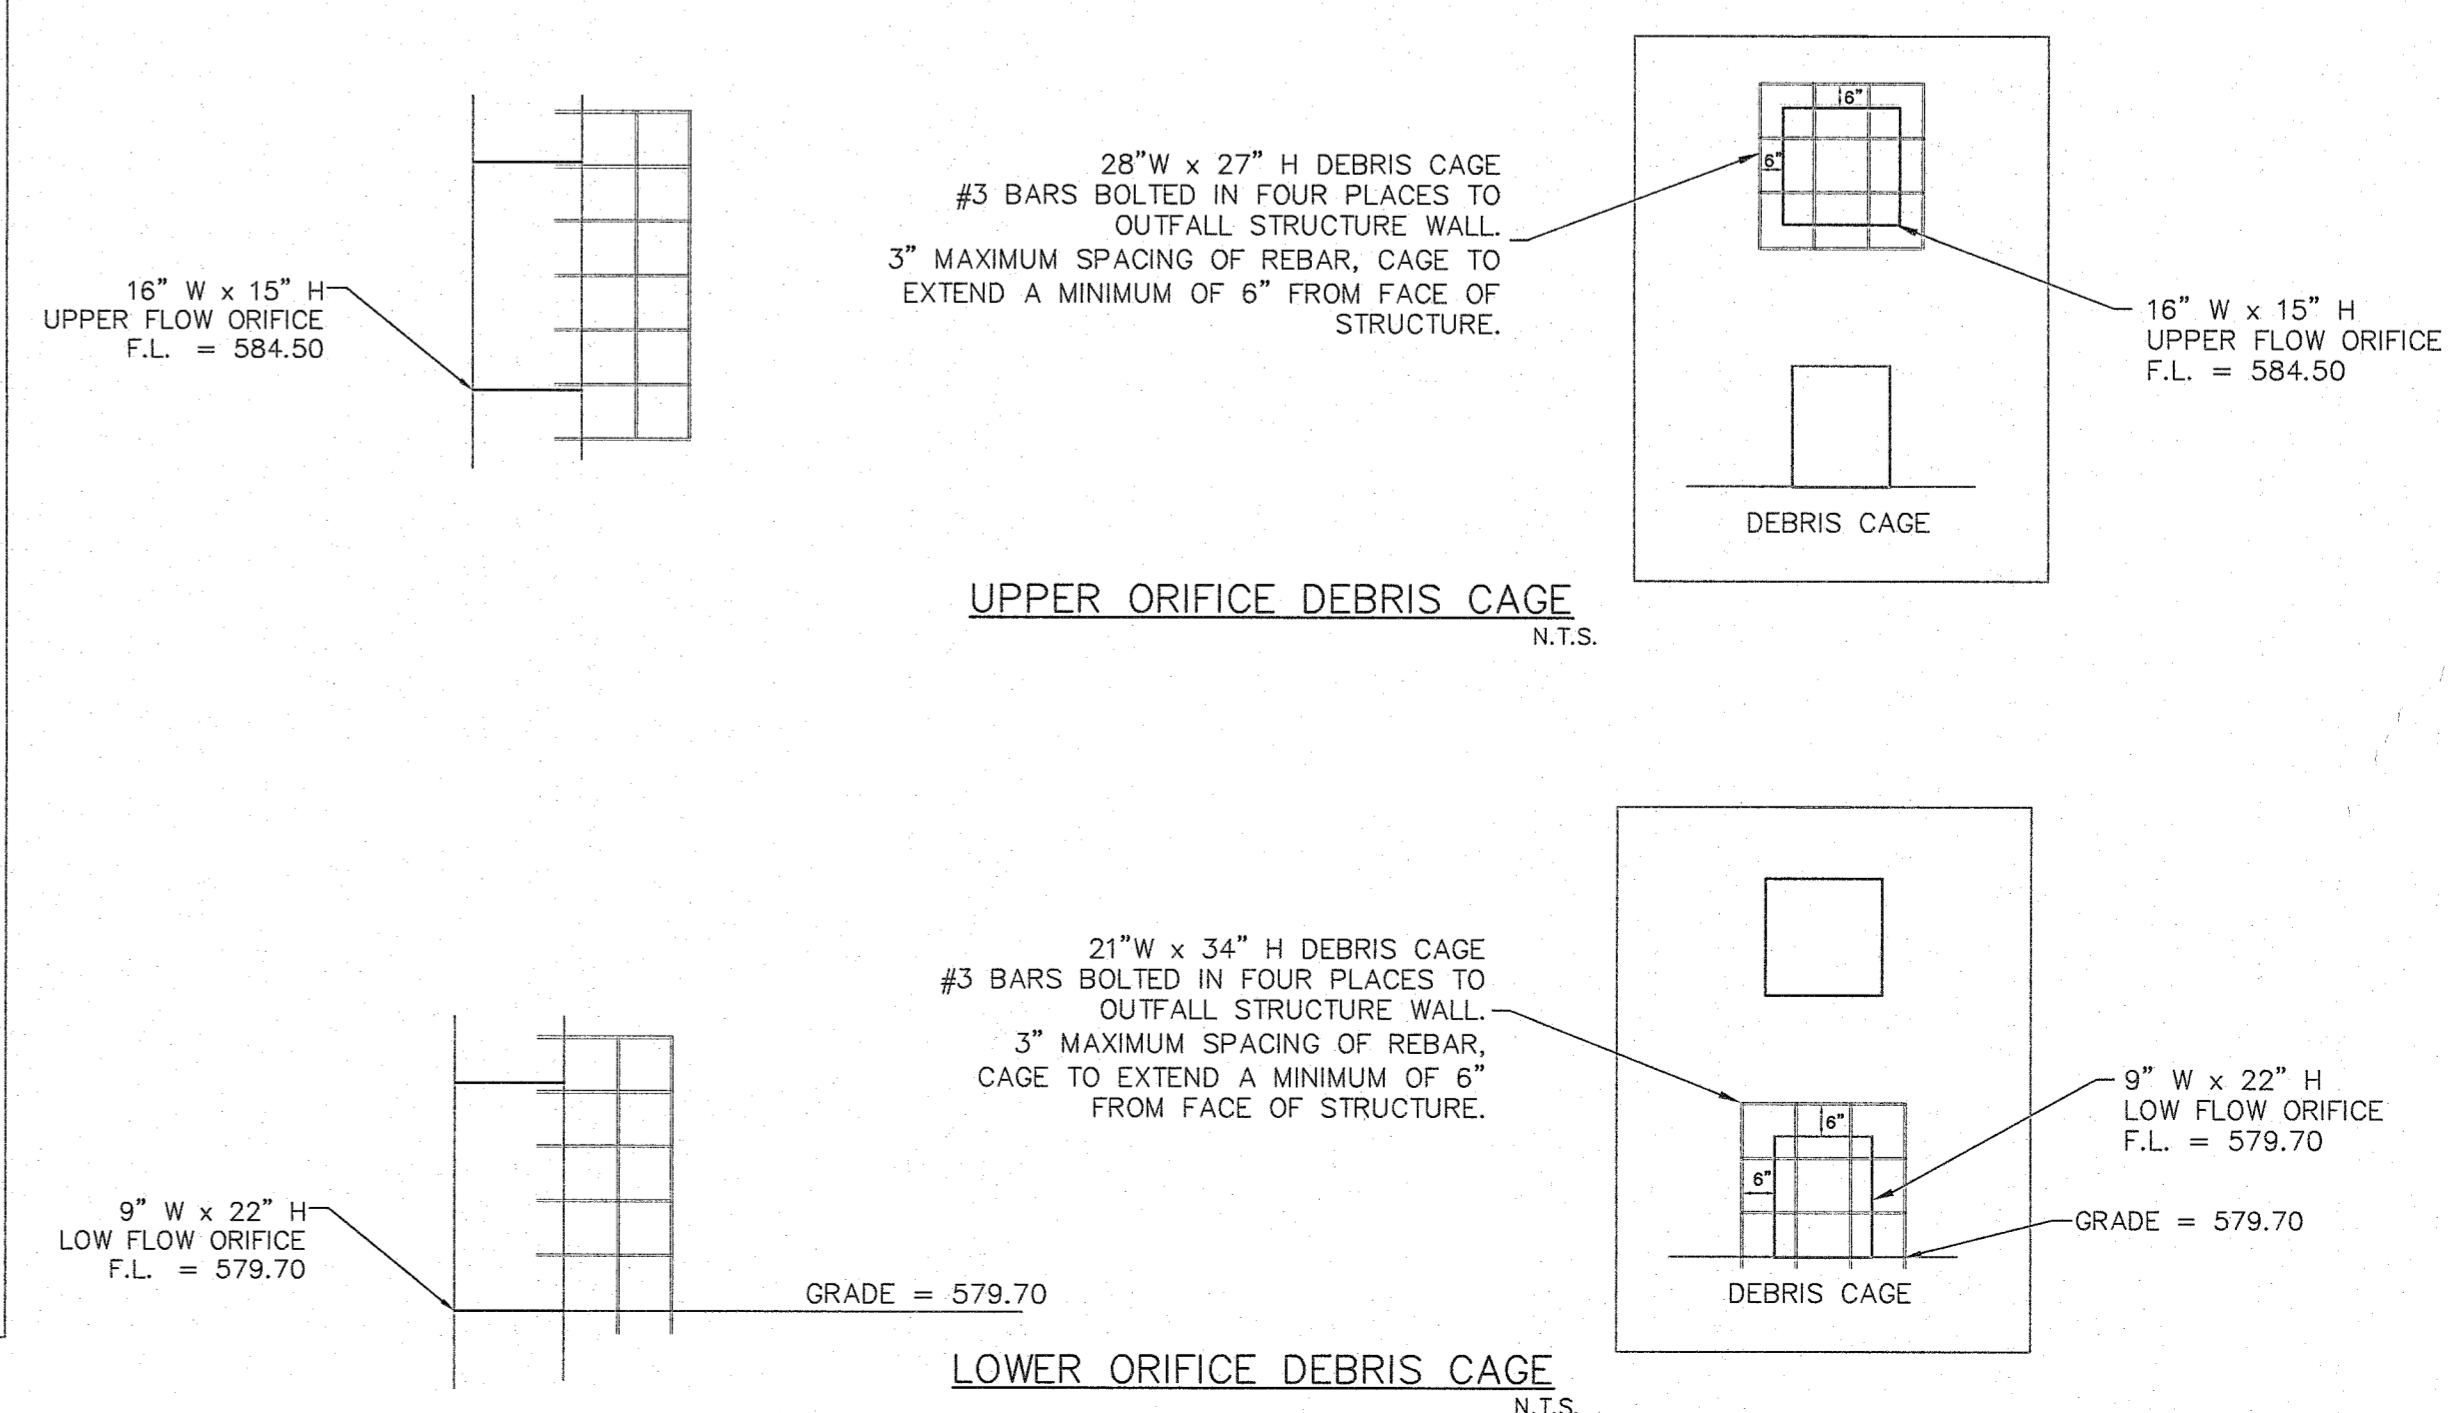 16" W x 15" H
UPPER FLOW ORIFICE
F.L. = 584.50
28"W x 27" H DEBRIS CAGE
#3 BARS BOLTED IN FOUR PLACES TO
OUTFALL STRUCTURE WALL.
3" MAXIMUM SPACING OF REBAR, CAGE TO
EXTEND A MINIMUM OF 6" FROM FACE OF
STRUCTURE.
6"
6"
16" W x 15" H
UPPER FLOW ORIFICE
F.L. = 584.50
DEBRIS CAGE
UPPER ORIFICE DEBRIS CAGE
N.T.S.
9" W x 22" H
LOW FLOW ORIFICE
F.L. = 579.70
GRADE = 579.70
21"W x 34" H DEBRIS CAGE
#3 BARS BOLTED IN FOUR PLACES TO
OUTFALL STRUCTURE WALL.
3" MAXIMUM SPACING OF REBAR,
CAGE TO EXTEND A MINIMUM OF 6"
FROM FACE OF STRUCTURE.
6"
6"
9" W x 22" H
LOW FLOW ORIFICE
F.L. = 579.70
GRADE = 579.70
DEBRIS CAGE
LOWER ORIFICE DEBRIS CAGE
N.T.S.